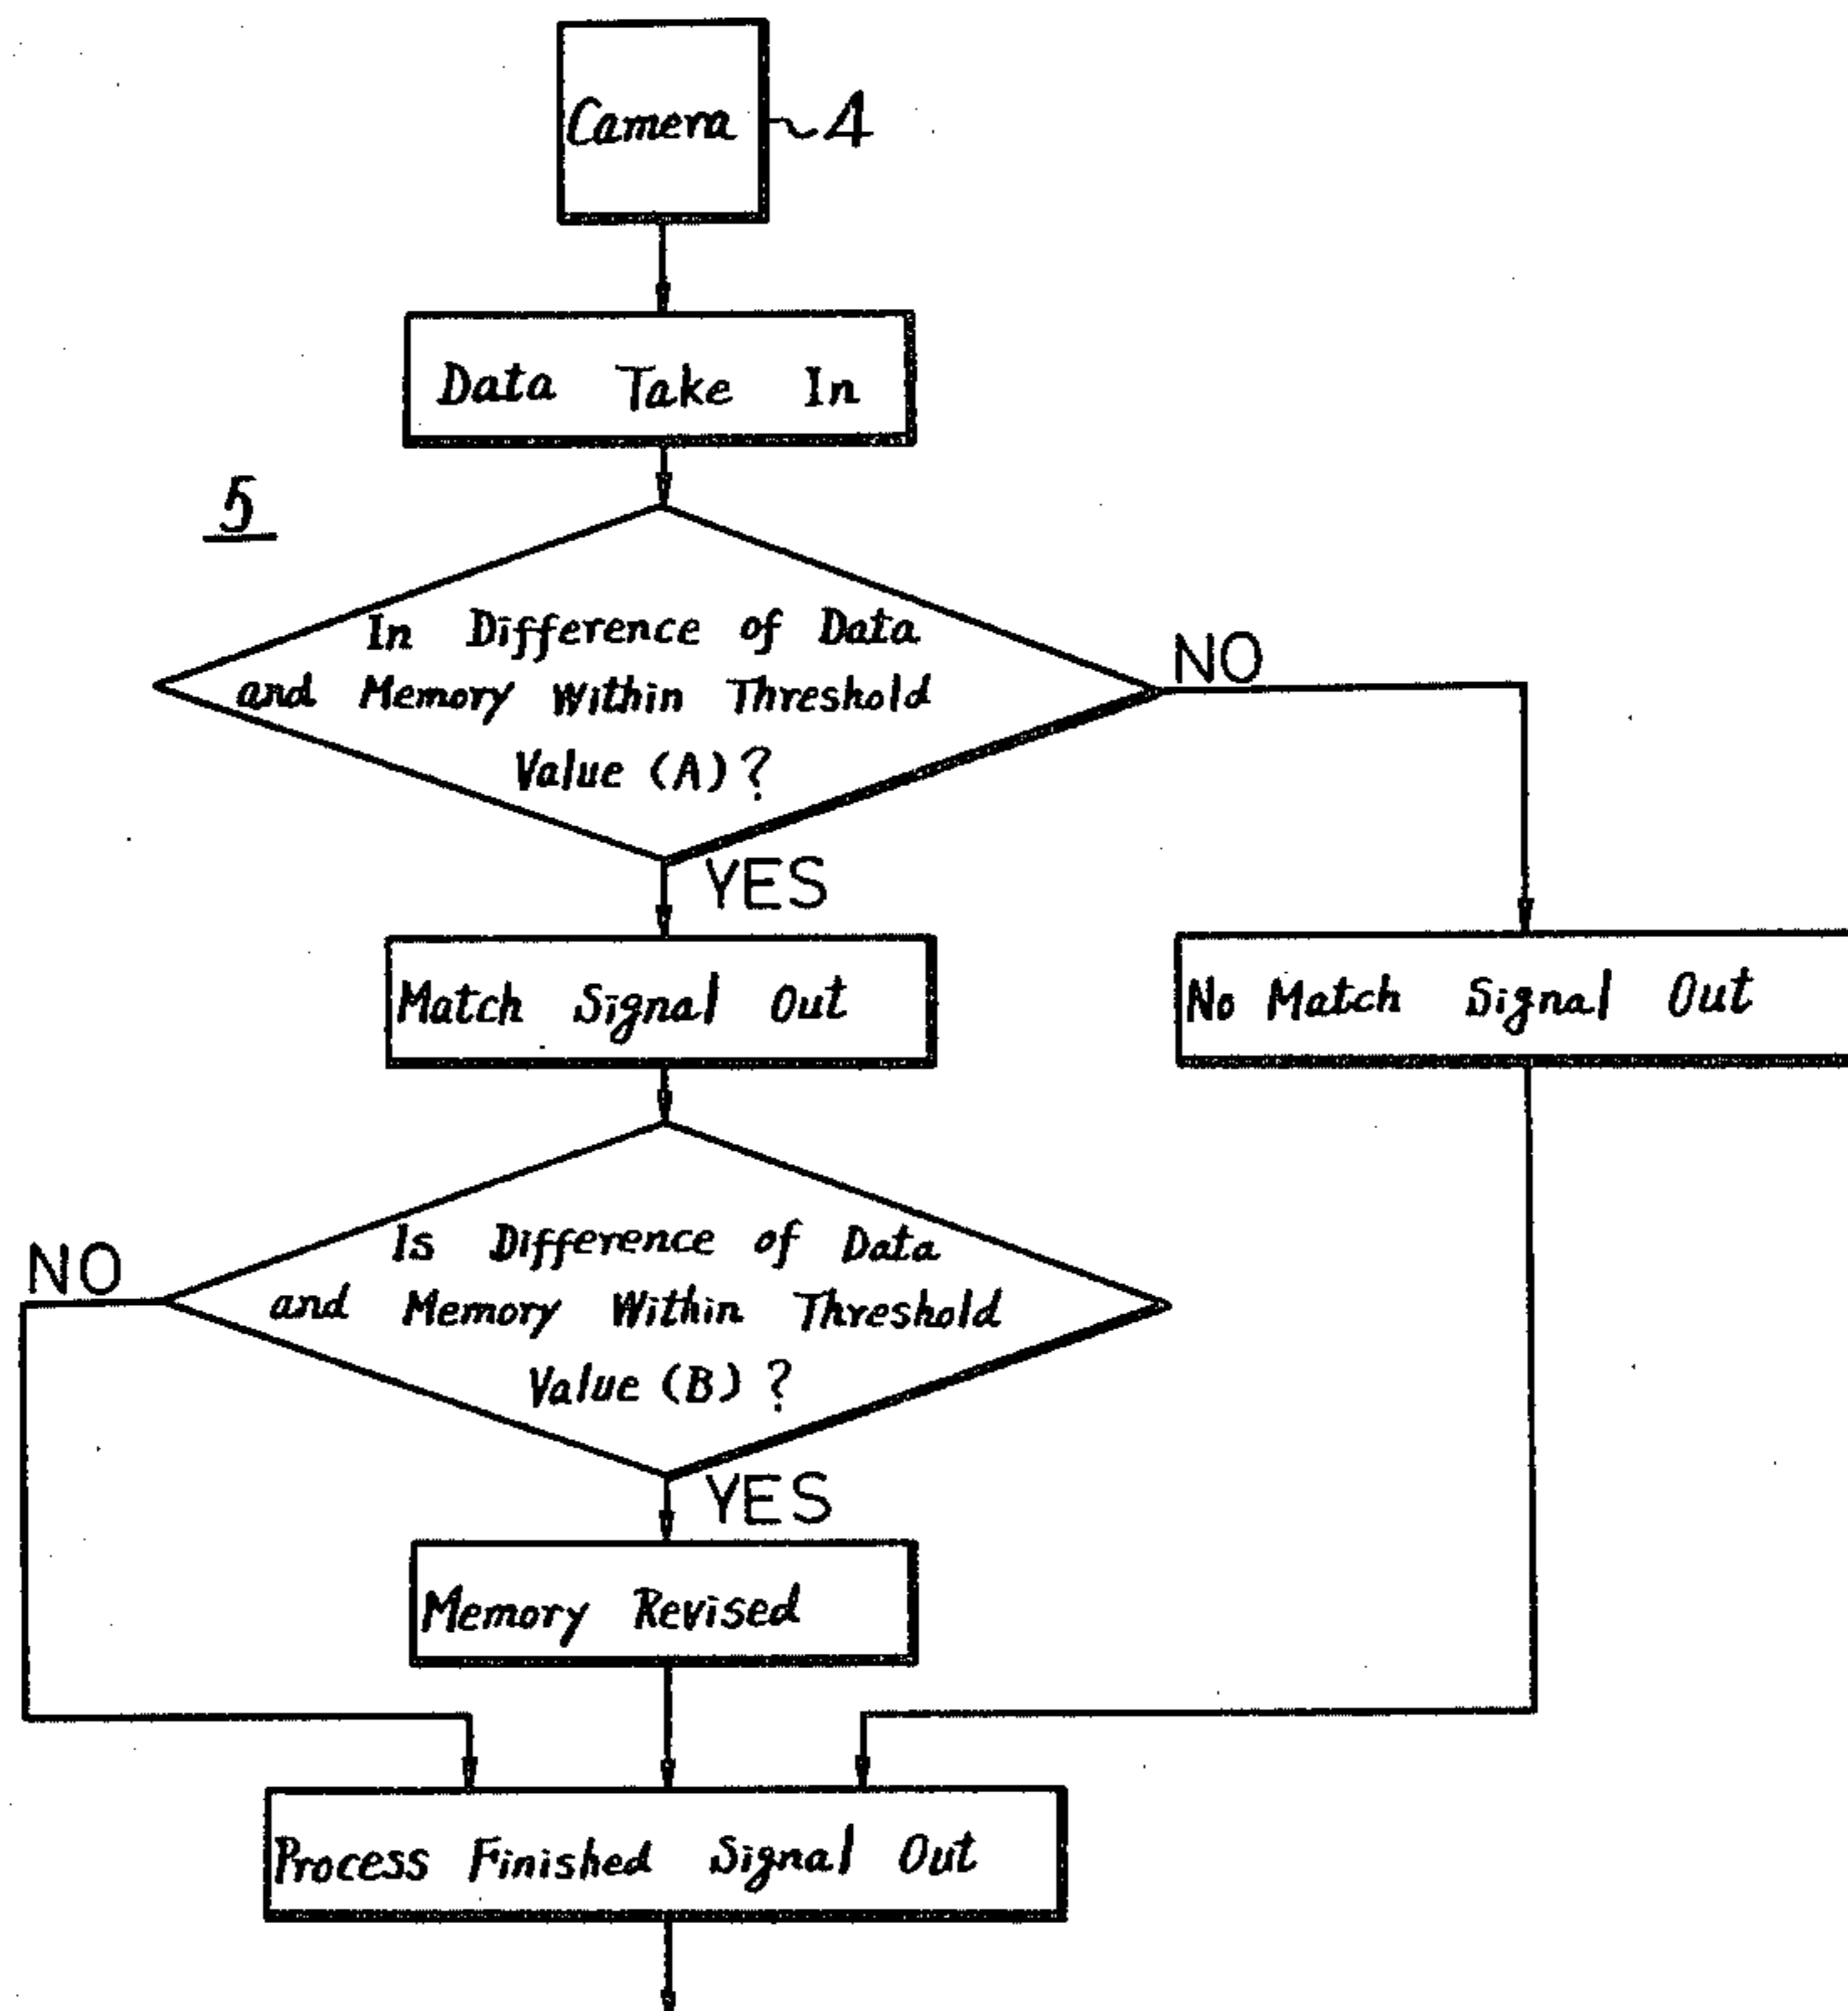 Camera
4
Data Take In
5
In Difference of Data
and Memory Within Threshold
Value (A)?
NO
YES
Match Signal Out
No Match Signal Out
Is Difference of Data
and Memory Within Threshold
Value (B)?
NO
YES
Memory Revised
Process Finished Signal Out